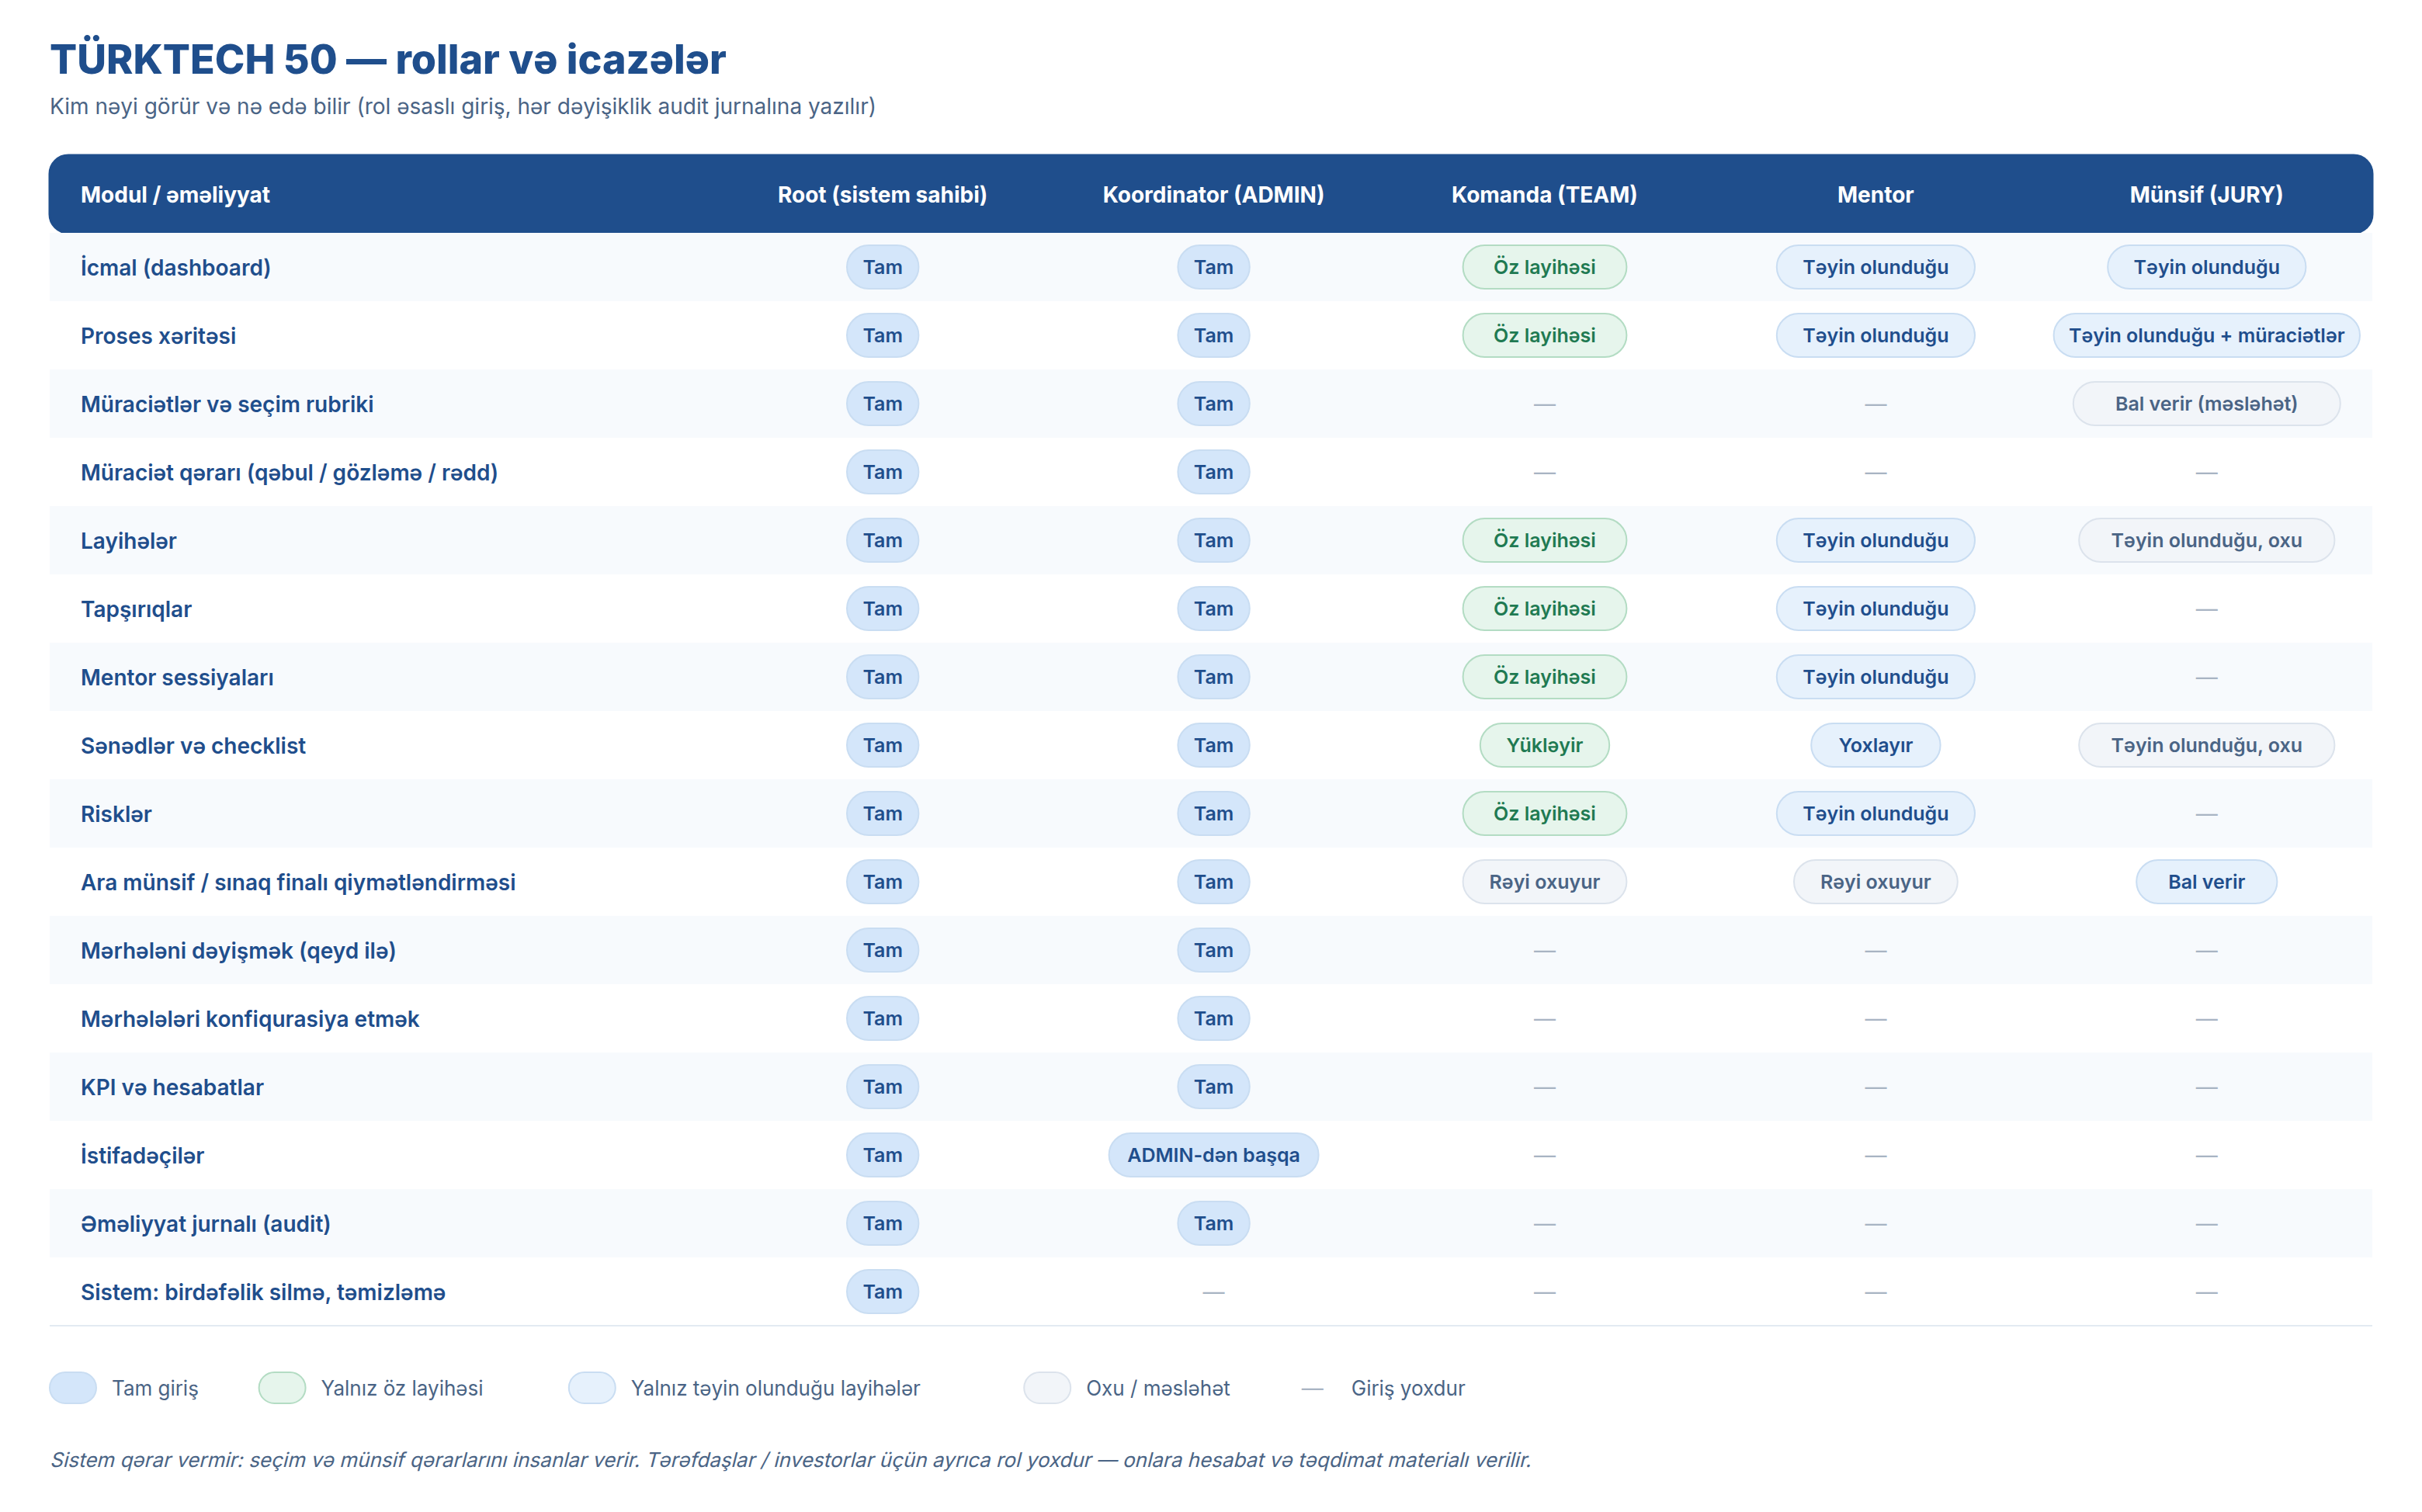 TÜRKTECH 50 — rollar və icazələr
Kim nəyi görür və nə edə bilir (rol əsaslı giriş, hər dəyişiklik audit jurnalına yazılır)
Modul / əməliyyat Root (sistem sahibi) Koordinator (ADMIN) Komanda (TEAM) Mentor Münsif (JURY)
İcmal (dashboard) Tam Tam Öz layihəsi Təyin olunduğu Təyin olunduğu
Proses xəritəsi Tam Tam Öz layihəsi Təyin olunduğu Təyin olunduğu + müraciətlər
Müraciətlər və seçim rubriki Tam Tam — — Bal verir (məsləhət)
Müraciət qərarı (qəbul / gözləmə / rədd) Tam Tam — — —
Layihələr Tam Tam Öz layihəsi Təyin olunduğu Təyin olunduğu, oxu
Tapşırıqlar Tam Tam Öz layihəsi Təyin olunduğu —
Mentor sessiyaları Tam Tam Öz layihəsi Təyin olunduğu —
Sənədlər və checklist Tam Tam Yükləyir Yoxlayır Təyin olunduğu, oxu
Risklər Tam Tam Öz layihəsi Təyin olunduğu —
Ara münsif / sınaq finalı qiymətləndirməsi Tam Tam Rəyi oxuyur Rəyi oxuyur Bal verir
Mərhələni dəyişmək (qeyd ilə) Tam Tam — — —
Mərhələləri konfiqurasiya etmək Tam Tam — — —
KPI və hesabatlar Tam Tam — — —
İstifadəçilər Tam ADMIN-dən başqa — — —
Əməliyyat jurnalı (audit) Tam Tam — — —
Sistem: birdəfəlik silmə, təmizləmə Tam — — — —
Tam giriş Yalnız öz layihəsi Yalnız təyin olunduğu layihələr Oxu / məsləhət — Giriş yoxdur
Sistem qərar vermir: seçim və münsif qərarlarını insanlar verir. Tərəfdaşlar / investorlar üçün ayrıca rol yoxdur — onlara hesabat və təqdimat materialı verilir.